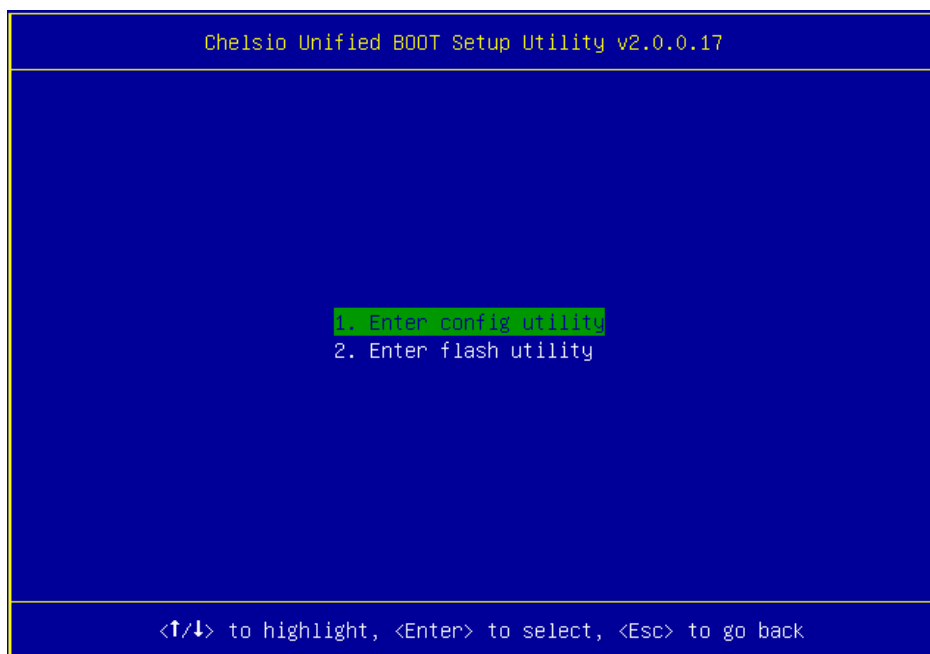 Chelsio Unified BOOT Setup Utility v2.0.0.17
1. Enter config utility
2. Enter flash utility
<↑/↓> to highlight, <Enter> to select, <Esc> to go back